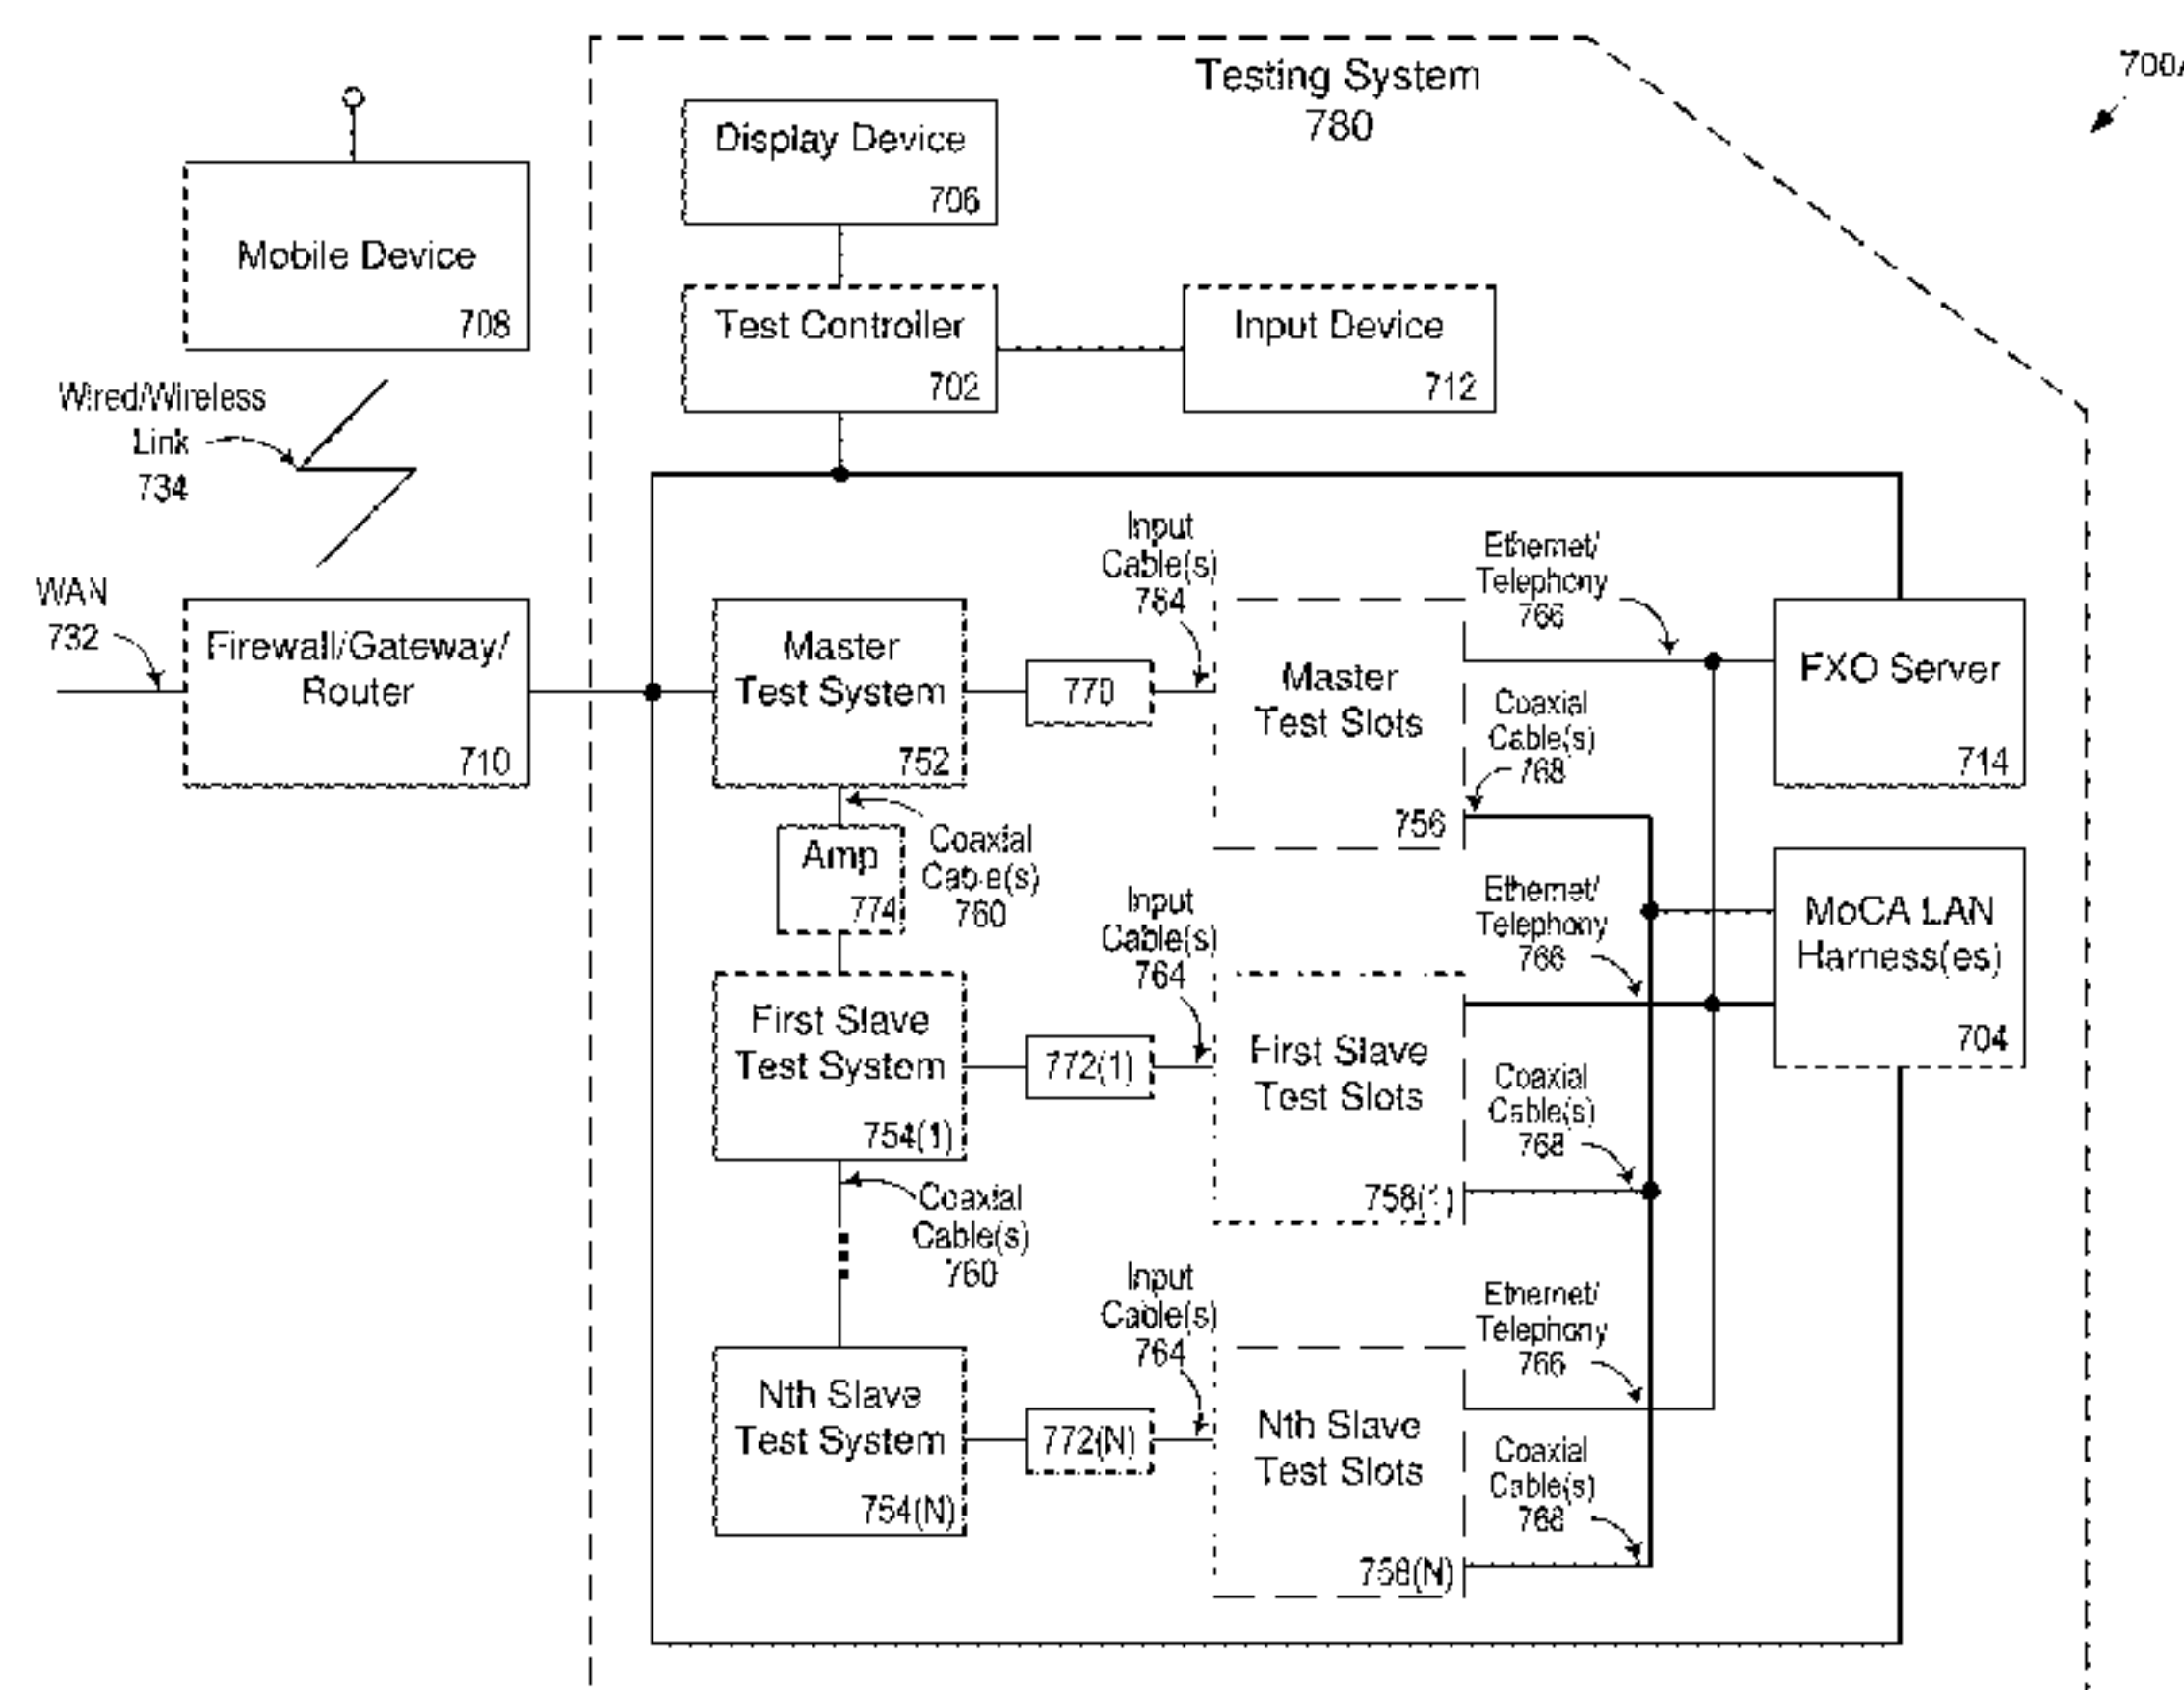 Testing System
780
700A
Display Device
706
Mobile Device
708
Test Controller
702
Input Device
712
Wired/Wireless
Link
734
WAN
732
Firewall/Gateway/
Router
710
Master
Test System
752
770
Input
Cable(s)
764
Master
Test Slots
756
Ethernet/
Telephony
766
Coaxial
Cable(s)
768
FXO Server
714
Amp
774
Coaxial
Cable(s)
760
MoCA LAN
Harness(es)
704
First Slave
Test System
754(1)
772(1)
Input
Cable(s)
764
First Slave
Test Slots
758(1)
Ethernet/
Telephony
766
Coaxial
Cable(s)
768
Coaxial
Cable(s)
760
Nth Slave
Test System
754(N)
772(N)
Input
Cable(s)
764
Nth Slave
Test Slots
758(N)
Ethernet/
Telephony
766
Coaxial
Cable(s)
768